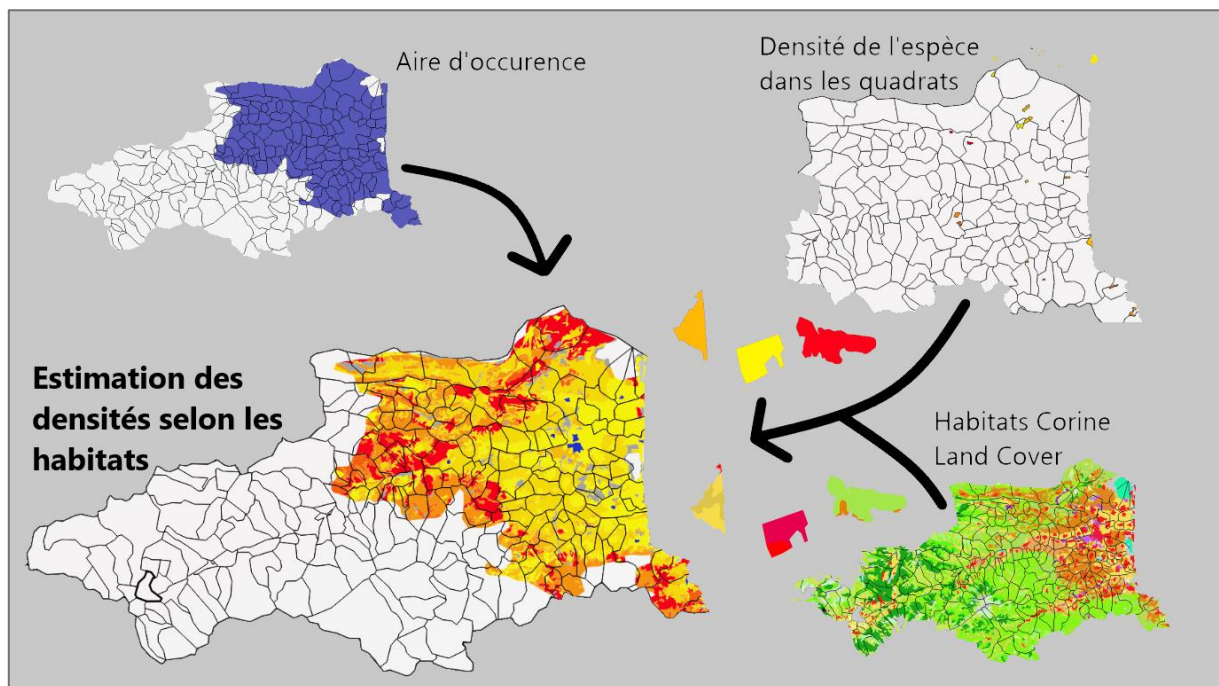 Aire d'occurence
Densité de l'espèce
dans les quadrats
Estimation des
densités selon les
habitats
Habitats Corine
Land Cover